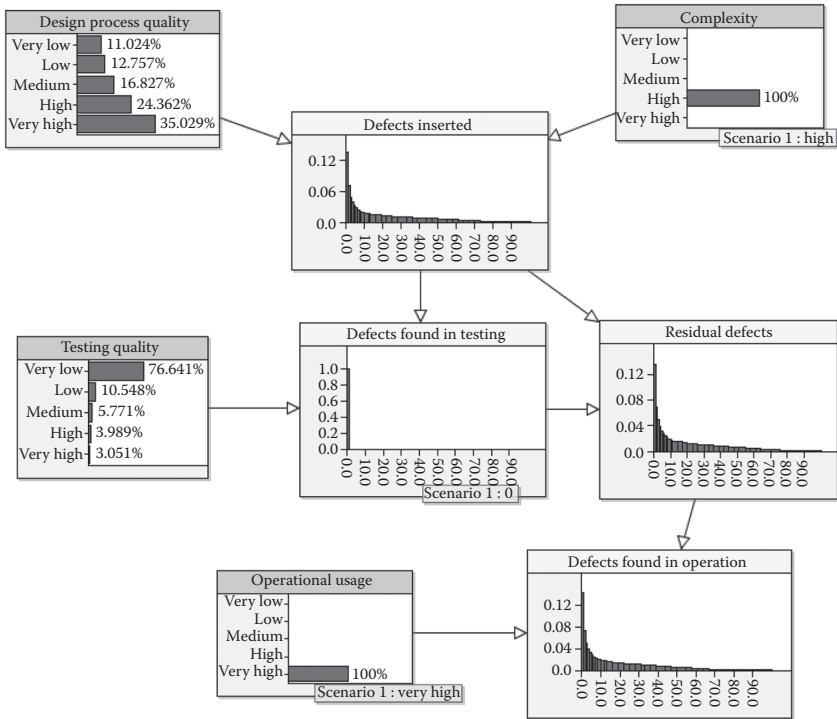 Design process quality
Very low
11.024%
Low
12.757%
Medium
16.827%
High
24.362%
Very high
35.029%
Complexity
Very low
Low
Medium
High
100%
Very high
Scenario 1 : high
Defects inserted
0.12
0.06
0.0
0.0
10.0
20.0
30.0
40.0
50.0
60.0
70.0
80.0
90.0
Testing quality
Very low
76.641%
Low
10.548%
Medium
5.771%
High
3.989%
Very high
3.051%
Defects found in testing
1.0
0.8
0.6
0.4
0.2
0.0
0.0
10.0
20.0
30.0
40.0
50.0
60.0
70.0
80.0
90.0
Scenario 1 : 0
Residual defects
0.12
0.08
0.04
0.0
0.0
10.0
20.0
30.0
40.0
50.0
60.0
70.0
80.0
90.0
Operational usage
Very low
Low
Medium
High
Very high
100%
Scenario 1 : very high
Defects found in operation
0.12
0.08
0.04
0.0
0.0
10.0
20.0
30.0
40.0
50.0
60.0
70.0
80.0
90.0